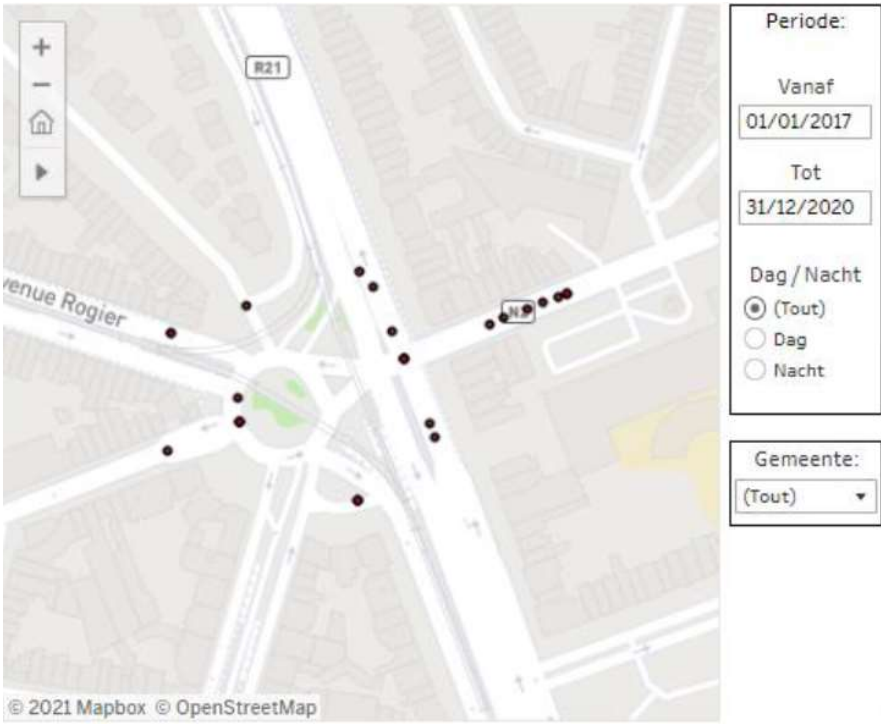 +
−
R21
Avenue Rogier
© 2021 Mapbox © OpenStreetMap
Periode:
Vanaf
01/01/2017
Tot
31/12/2020
Dag / Nacht
(Tout)
Dag
Nacht
Gemeente:
(Tout)